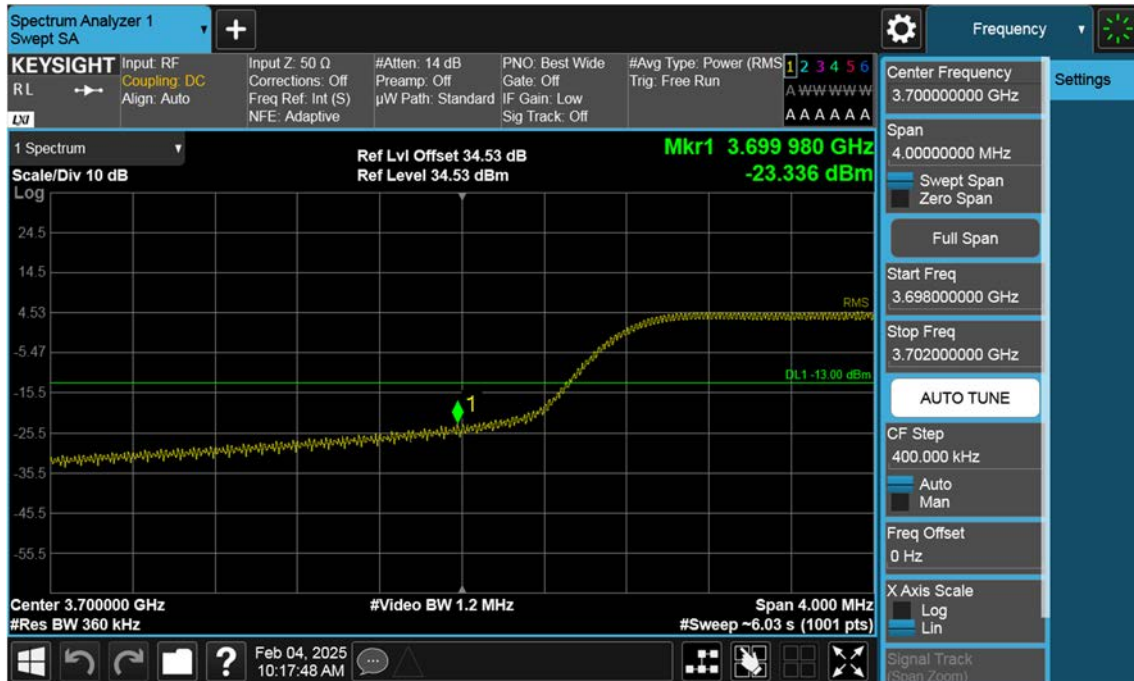 Spectrum Analyzer 1
Swept SA
Frequency
KEYSIGHT
RL
LXI
Input: RF
Coupling: DC
Align: Auto
Input Z: 50 Ω
Corrections: Off
Freq Ref: Int (S)
NFE: Adaptive
#Atten: 14 dB
Preamp: Off
µW Path: Standard
PNO: Best Wide
Gate: Off
IF Gain: Low
Sig Track: Off
#Avg Type: Power (RMS
Trig: Free Run
1 2 3 4 5 6
A W W W W W
A A A A A A
1 Spectrum
Scale/Div 10 dB
Ref Lvl Offset 34.53 dB
Ref Level 34.53 dBm
Mkr1 3.699 980 GHz
-23.336 dBm
Log
24.5
14.5
4.53
-5.47
-15.5
-25.5
-35.5
-45.5
-55.5
RMS
DL1 -13.00 dBm
1
Center 3.700000 GHz
#Res BW 360 kHz
#Video BW 1.2 MHz
Span 4.000 MHz
#Sweep ~6.03 s (1001 pts)
Center Frequency
3.700000000 GHz
Span
4.00000000 MHz
Swept Span
Zero Span
Full Span
Start Freq
3.698000000 GHz
Stop Freq
3.702000000 GHz
AUTO TUNE
CF Step
400.000 kHz
Auto
Man
Freq Offset
0 Hz
X Axis Scale
Log
Lin
Signal Track
(Span Zoom)
Settings
?
Feb 04, 2025
10:17:48 AM